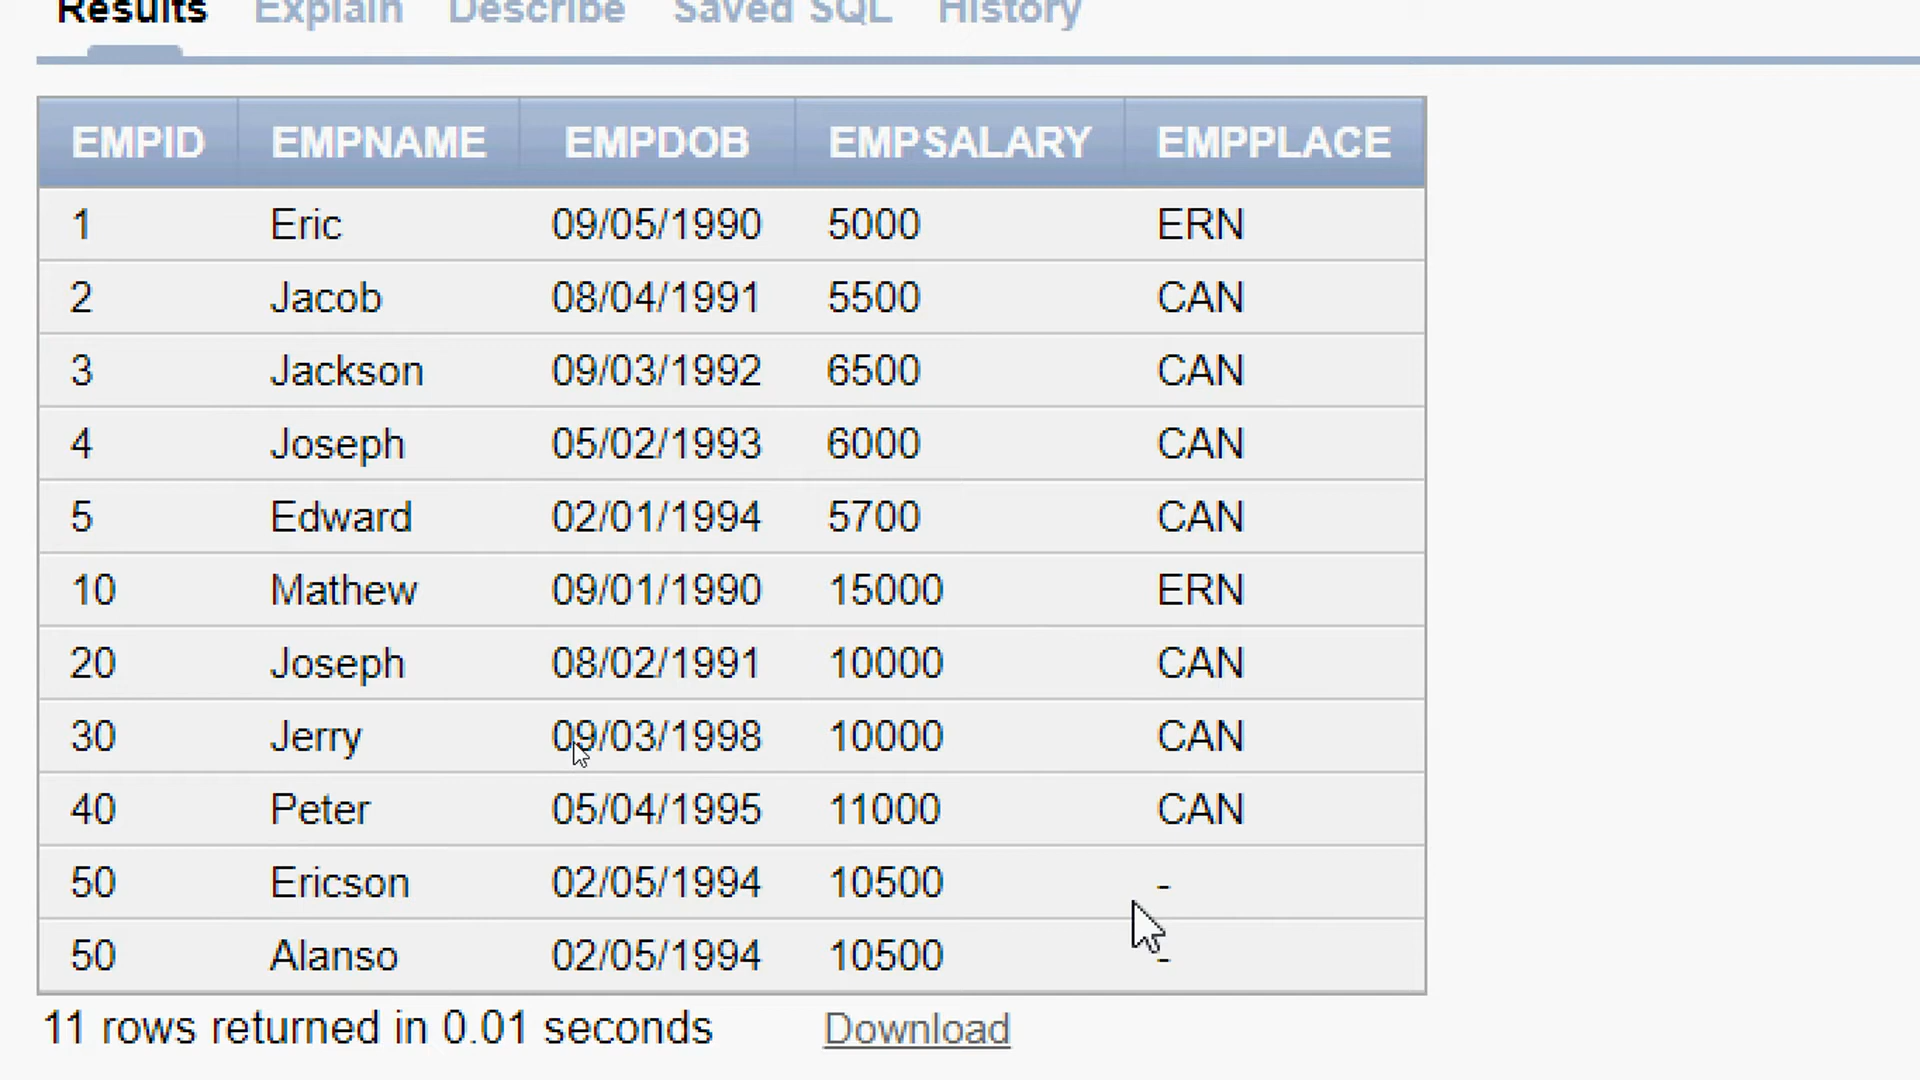 Results Explain Describe Saved SQL History
EMPID EMPNAME EMPDOB EMPSALARY EMPPLACE
1 Eric 09/05/1990 5000 ERN
2 Jacob 08/04/1991 5500 CAN
3 Jackson 09/03/1992 6500 CAN
4 Joseph 05/02/1993 6000 CAN
5 Edward 02/01/1994 5700 CAN
10 Mathew 09/01/1990 15000 ERN
20 Joseph 08/02/1991 10000 CAN
30 Jerry 09/03/1998 10000 CAN
40 Peter 05/04/1995 11000 CAN
50 Ericson 02/05/1994 10500 -
50 Alanso 02/05/1994 10500 -
11 rows returned in 0.01 seconds Download